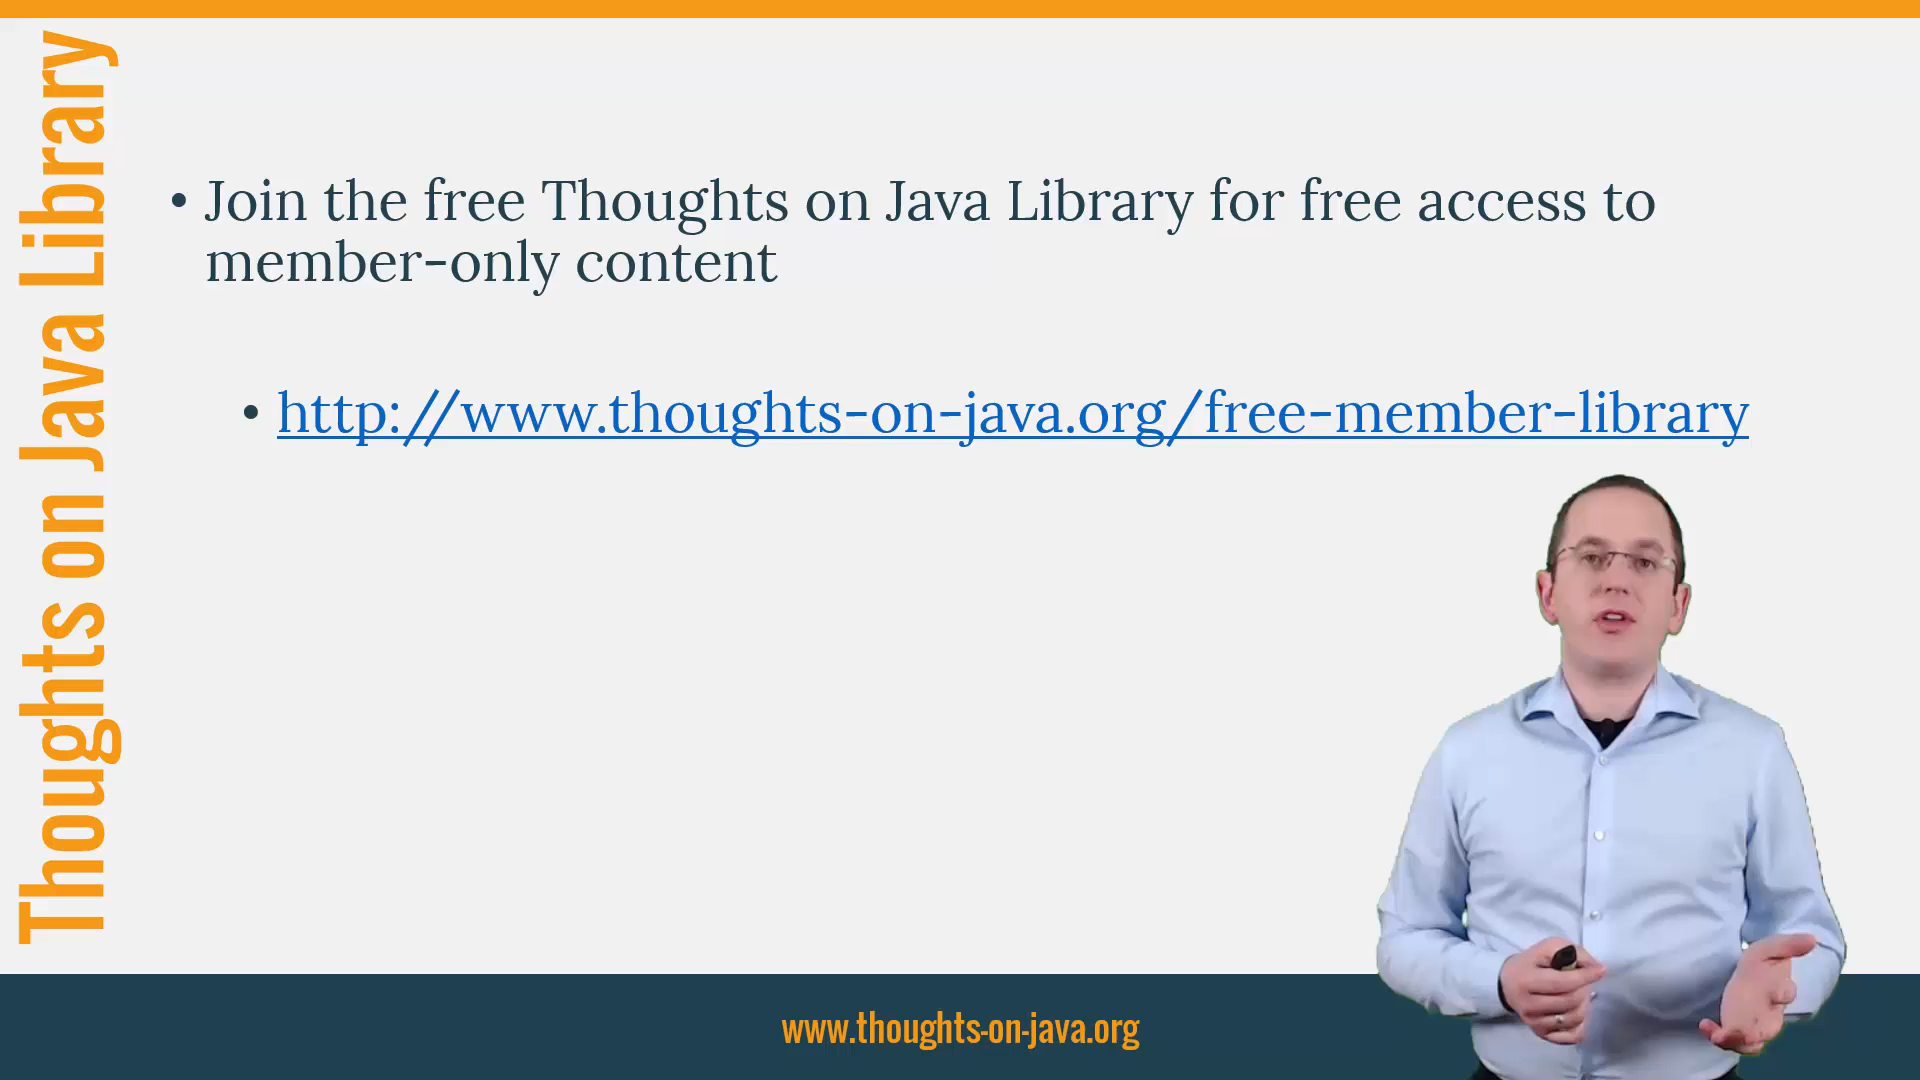 Thoughts on Java Library
• Join the free Thoughts on Java Library for free access to
member-only content
• http://www.thoughts-on-java.org/free-member-library
www.thoughts-on-java.org